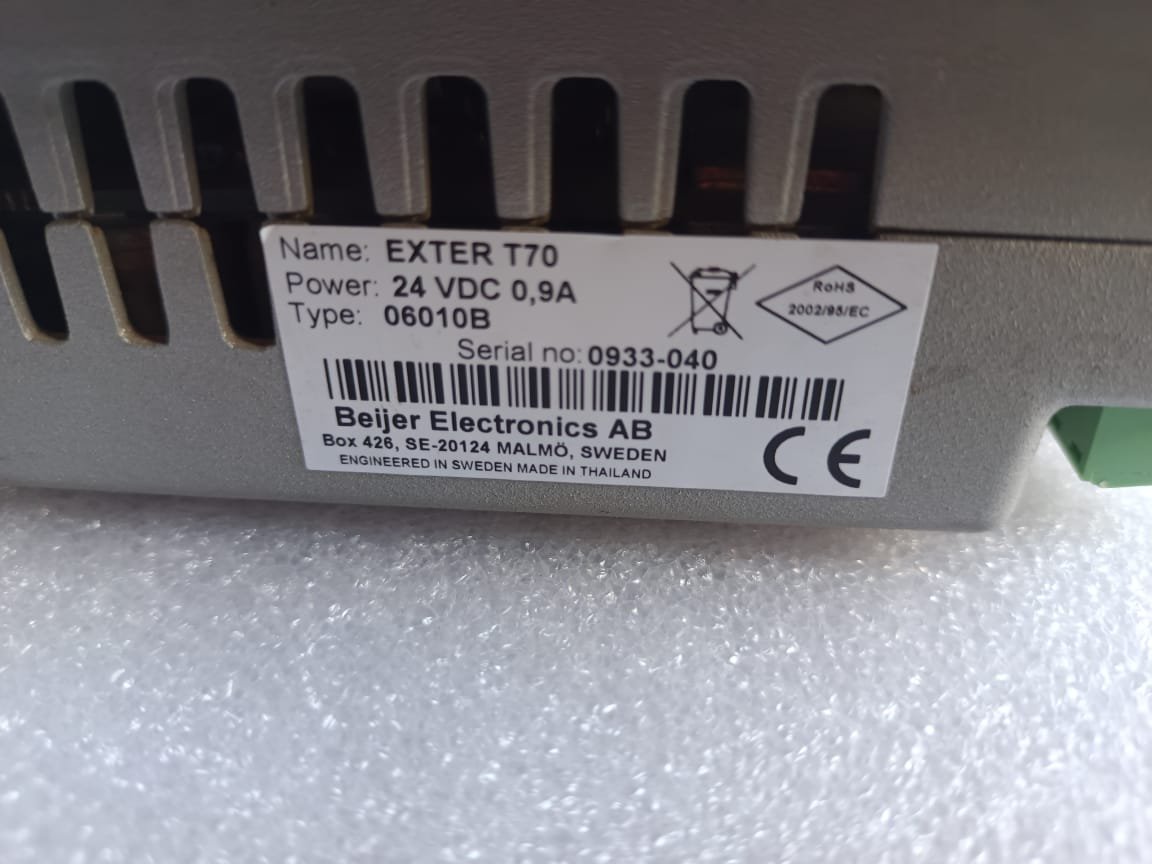 Name: EXTER T70
Power: 24 VDC 0,9A
Type: 06010B
RoHS
2002/95/EC
Serial no: 0933-040
Beijer Electronics AB
Box 426, SE-20124 MALMÖ, SWEDEN
ENGINEERED IN SWEDEN MADE IN THAILAND
CE